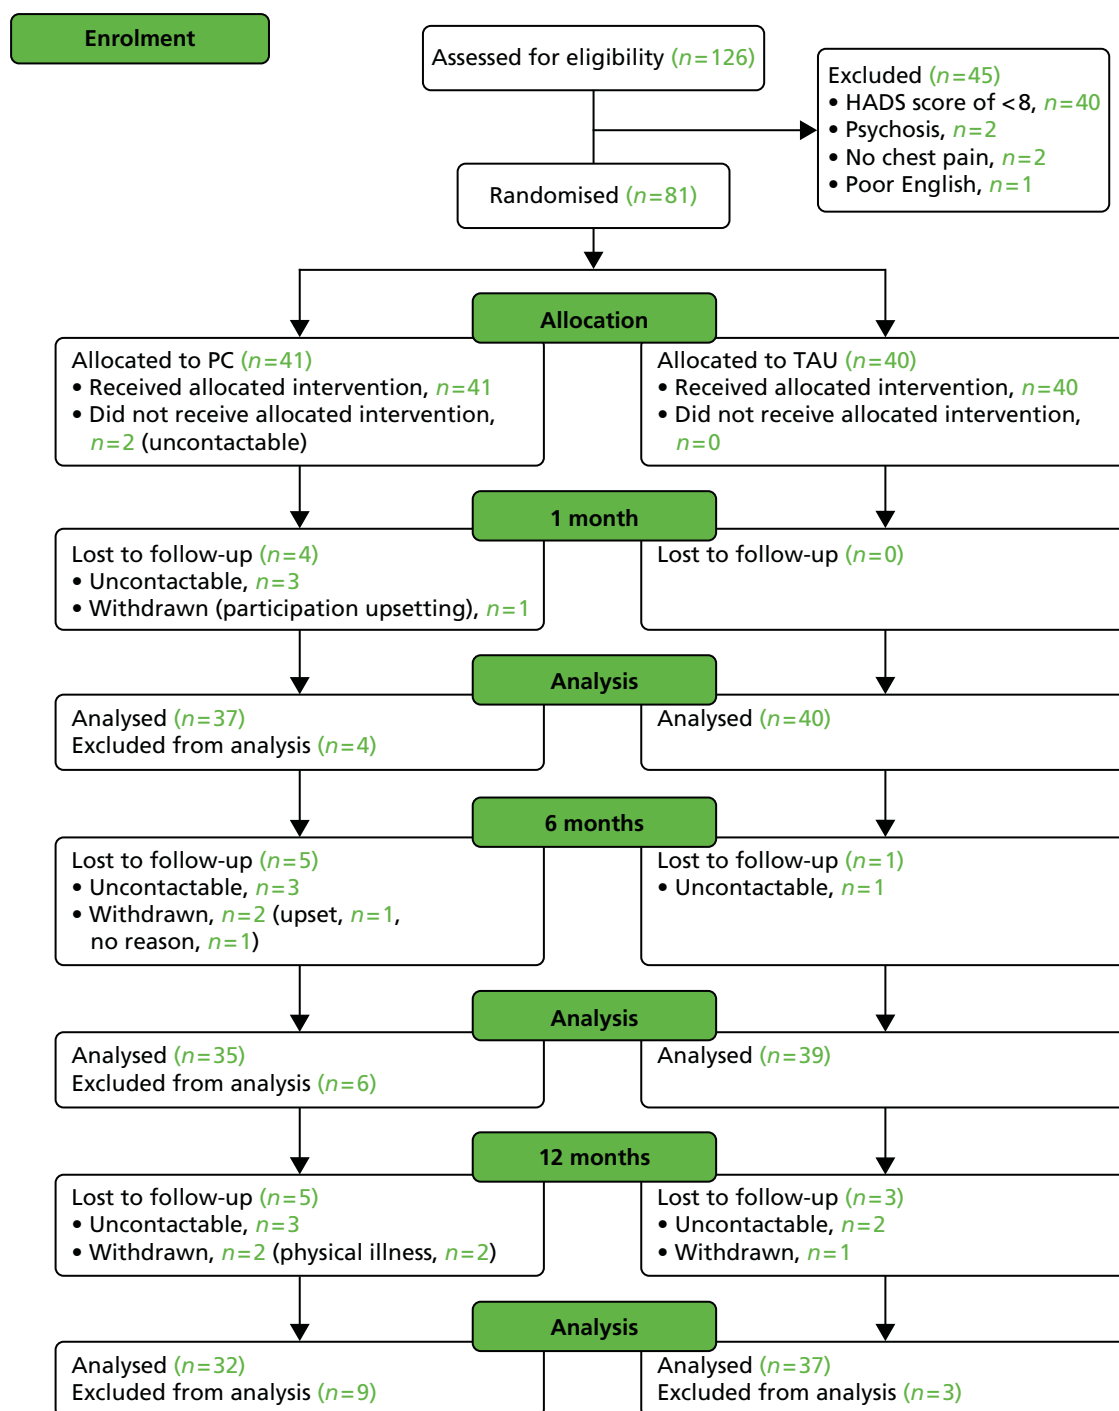 Enrolment
Assessed for eligibility (n=126)
Excluded (n=45)
• HADS score of <8, n=40
• Psychosis, n=2
• No chest pain, n=2
• Poor English, n=1
Randomised (n=81)
Allocation
Allocated to PC (n=41)
• Received allocated intervention, n=41
• Did not receive allocated intervention,
n=2 (uncontactable)
Allocated to TAU (n=40)
• Received allocated intervention, n=40
• Did not receive allocated intervention,
n=0
1 month
Lost to follow-up (n=4)
• Uncontactable, n=3
• Withdrawn (participation upsetting), n=1
Lost to follow-up (n=0)
Analysis
Analysed (n=37)
Excluded from analysis (n=4)
Analysed (n=40)
6 months
Lost to follow-up (n=5)
• Uncontactable, n=3
• Withdrawn, n=2 (upset, n=1,
no reason, n=1)
Lost to follow-up (n=1)
• Uncontactable, n=1
Analysis
Analysed (n=35)
Excluded from analysis (n=6)
Analysed (n=39)
12 months
Lost to follow-up (n=5)
• Uncontactable, n=3
• Withdrawn, n=2 (physical illness, n=2)
Lost to follow-up (n=3)
• Uncontactable, n=2
• Withdrawn, n=1
Analysis
Analysed (n=32)
Excluded from analysis (n=9)
Analysed (n=37)
Excluded from analysis (n=3)